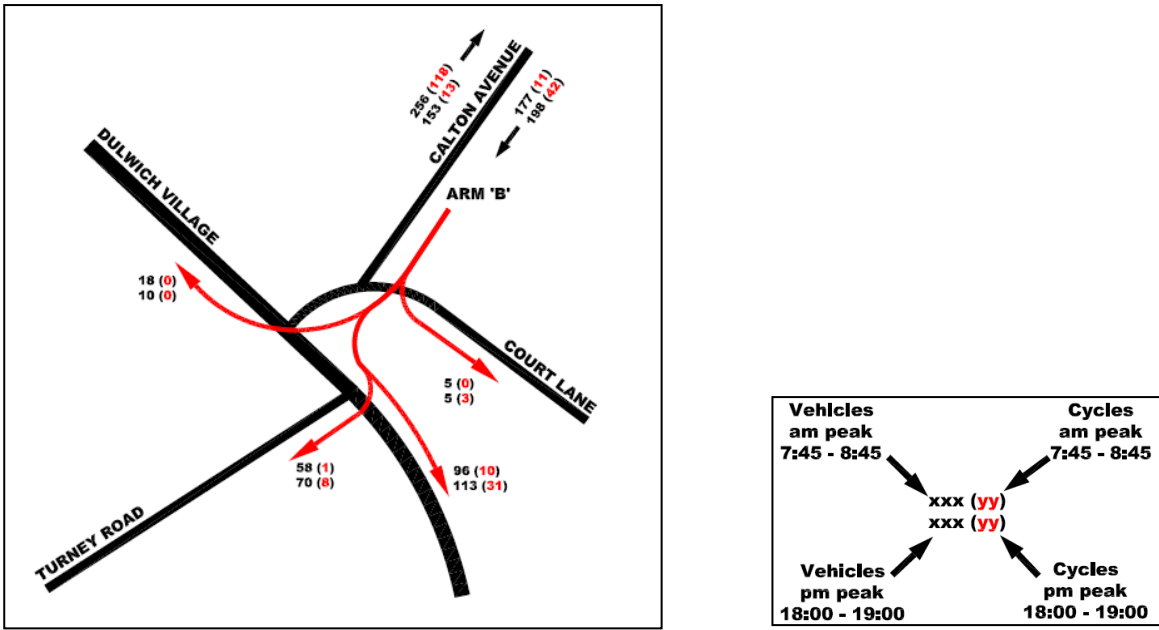 256 (118)
153 (13)
177 (11)
198 (42)
CALTON AVENUE
DULWICH VILLAGE
ARM 'B'
18 (0)
10 (0)
COURT LANE
5 (0)
5 (3)
58 (1)
70 (8)
96 (10)
113 (31)
TURNEY ROAD
Vehicles
am peak
7:45 - 8:45
Cycles
am peak
7:45 - 8:45
xxx (yy)
xxx (yy)
Vehicles
pm peak
18:00 - 19:00
Cycles
pm peak
18:00 - 19:00